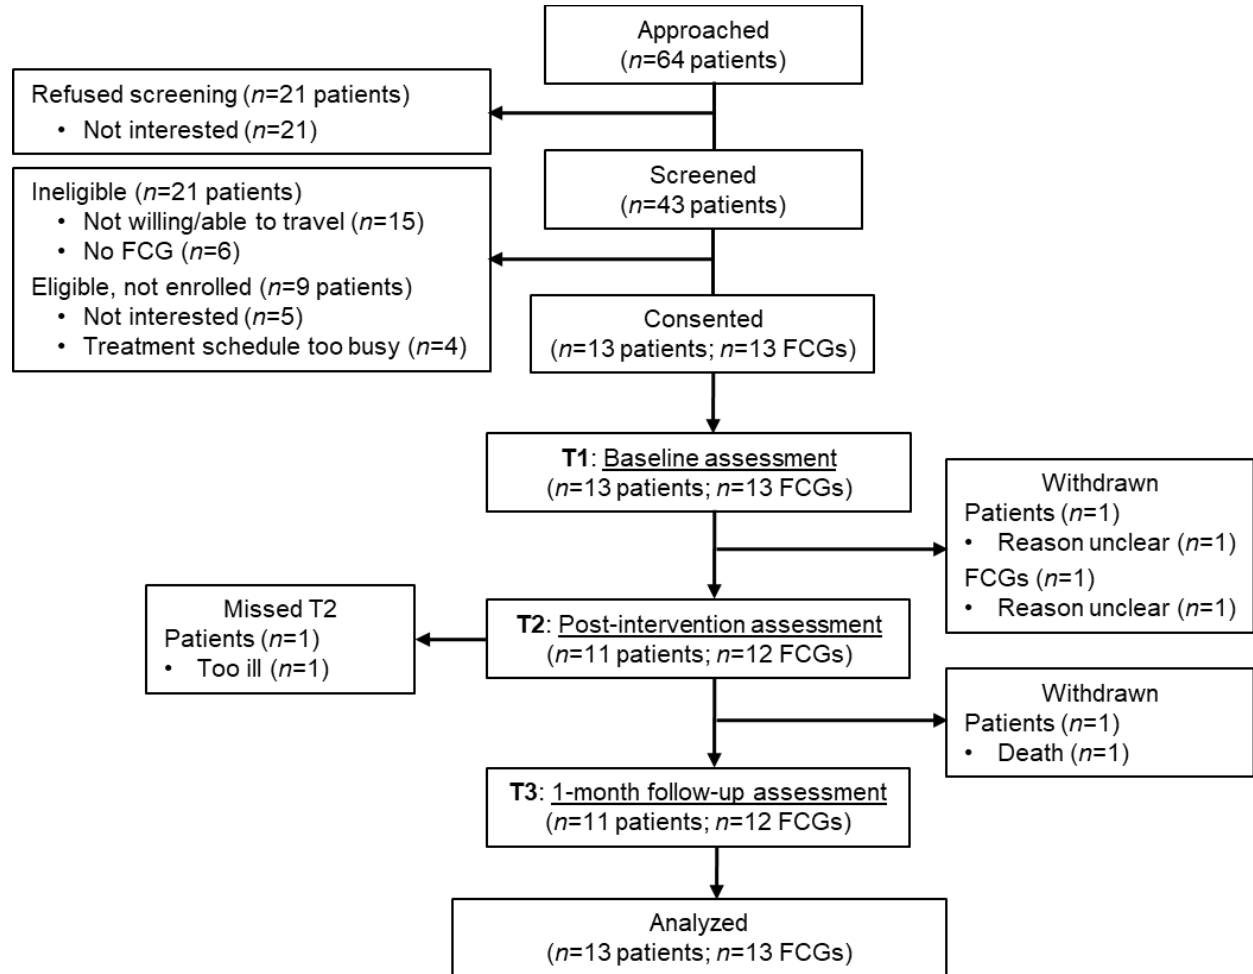 Approached
(n=64 patients)
Refused screening (n=21 patients)
• Not interested (n=21)
Screened
(n=43 patients)
Ineligible (n=21 patients)
• Not willing/able to travel (n=15)
• No FCG (n=6)
Eligible, not enrolled (n=9 patients)
• Not interested (n=5)
• Treatment schedule too busy (n=4)
Consented
(n=13 patients; n=13 FCGs)
T1: Baseline assessment
(n=13 patients; n=13 FCGs)
Withdrawn
Patients (n=1)
• Reason unclear (n=1)
FCGs (n=1)
• Reason unclear (n=1)
T2: Post-intervention assessment
(n=11 patients; n=12 FCGs)
Missed T2
Patients (n=1)
• Too ill (n=1)
Withdrawn
Patients (n=1)
• Death (n=1)
T3: 1-month follow-up assessment
(n=11 patients; n=12 FCGs)
Analyzed
(n=13 patients; n=13 FCGs)